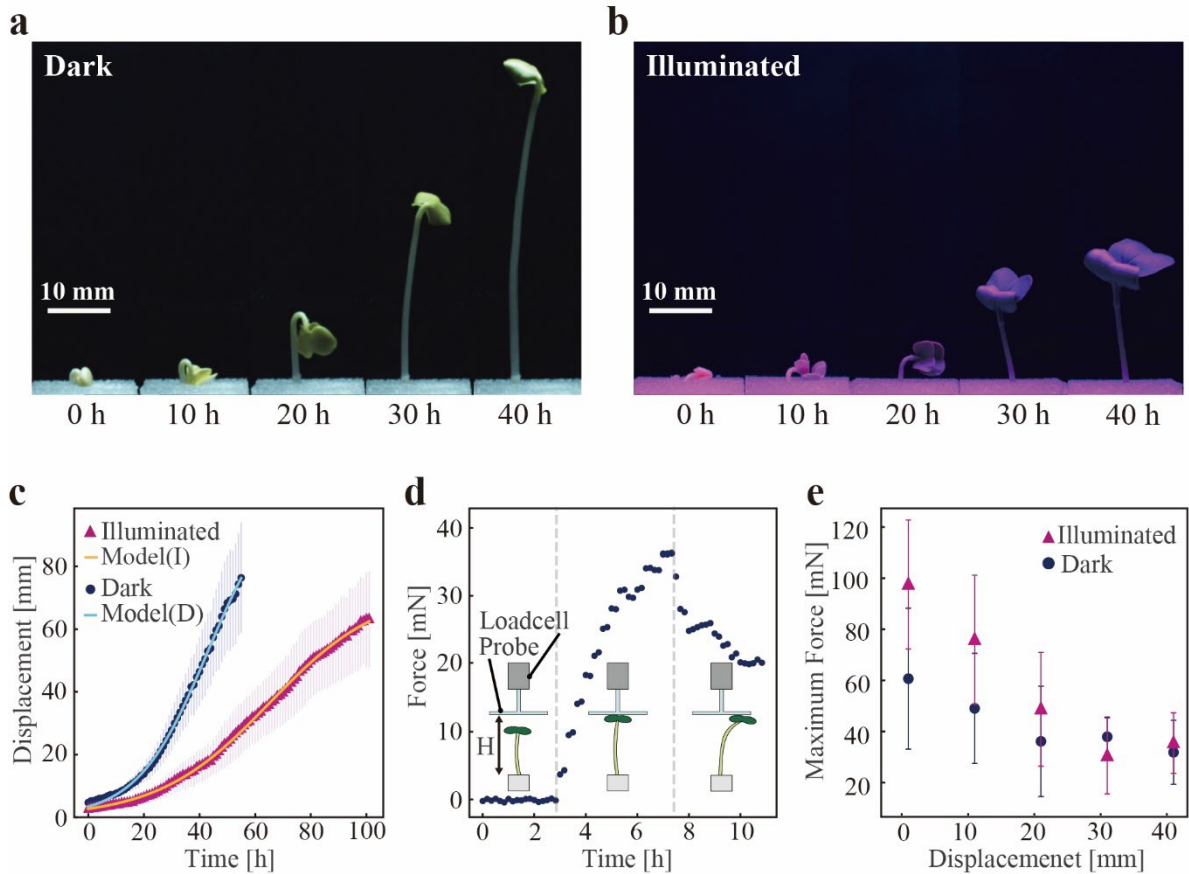 a
Dark
10 mm
0 h 10 h 20 h 30 h 40 h
b
Illuminated
10 mm
0 h 10 h 20 h 30 h 40 h
c
Displacement [mm]
80
60
40
20
0
Illuminated
Model(I)
Dark
Model(D)
0 20 40 60 80 100
Time [h]
d
Force [mN]
40
30
20
10
0
Loadcell
Probe
H
0 2 4 6 8 10
Time [h]
e
Maximum Force [mN]
120
100
80
60
40
20
Illuminated
Dark
0 10 20 30 40
Displacemenet [mm]